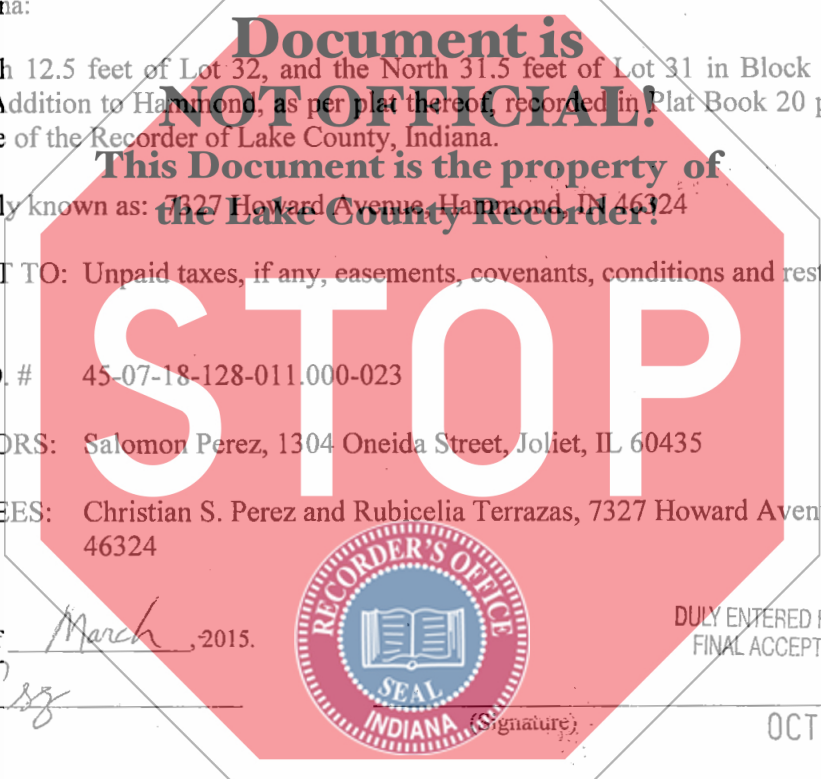 na:
Document is
h 12.5 feet of Lot 32, and the North 31.5 feet of Lot 31 in Block
Addition to Hammond, as per plat thereof, recorded in Plat Book 20 p
NOT OFFICIAL!
e of the Recorder of Lake County, Indiana.
This Document is the property of
ly known as: 7327 Howard Avenue, Hammond, IN 46324
the Lake County Recorder!
T TO: Unpaid taxes, if any, easements, covenants, conditions and rest
STOP
. # 45-07-18-128-011.000-023
ORS: Salomon Perez, 1304 Oneida Street, Joliet, IL 60435
EES: Christian S. Perez and Rubicelia Terrazas, 7327 Howard Aven
46324
RECORDER'S OFFICE
March, 2015.
DULY ENTERED
FINAL ACCEPT
SEAL
INDIANA
(Signature)
OCT